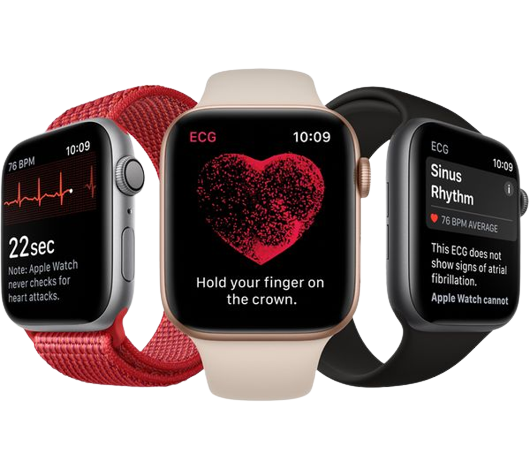 76 BPM 10:09
22sec
Note: Apple Watch
never checks for
heart attacks.
ECG 10:09
Hold your finger on
the crown.
ECG
10:09
Sinus
Rhythm
76 BPM AVERAGE
This ECG does not
show signs of atrial
fibrillation.
Apple Watch cannot